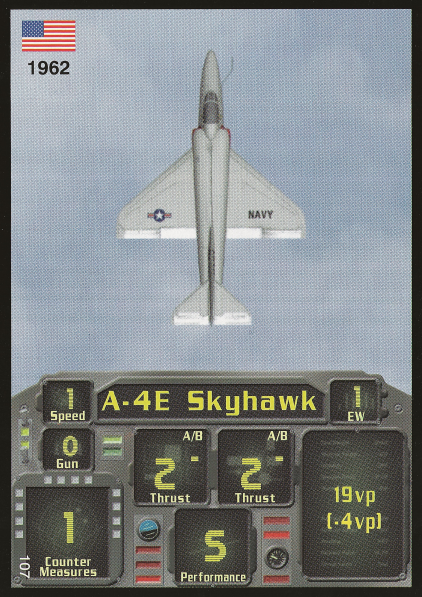 1962
NAVY
A-4E Skyhawk
1
Speed
1
EW
0
Gun
A/B
2 -
Thrust
A/B
2 -
Thrust
19vp
(.4vp)
1
Counter
Measures
5
Performance
107